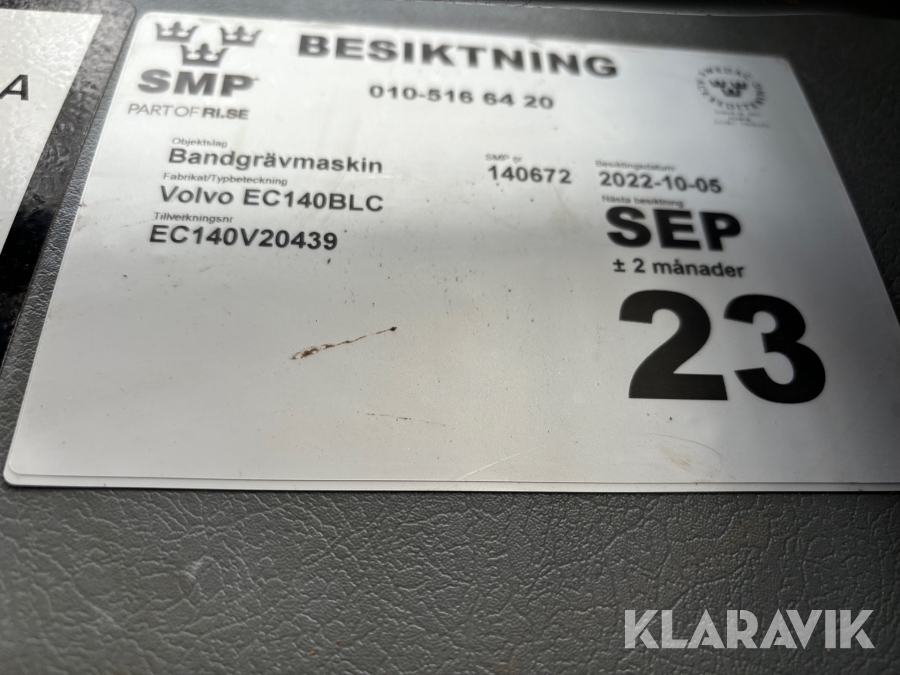 A
SMP
PART OF RI.SE
BESIKTNING
010-516 64 20
Objektslag
Bandgrävmaskin
Fabrikat/Typbeteckning
Volvo EC140BLC
Tillverkningsnr
EC140V20439
SMP nr
140672
Besiktningsdatum
2022-10-05
Nästa besiktning
SEP
± 2 månader
23
KLARAVIK